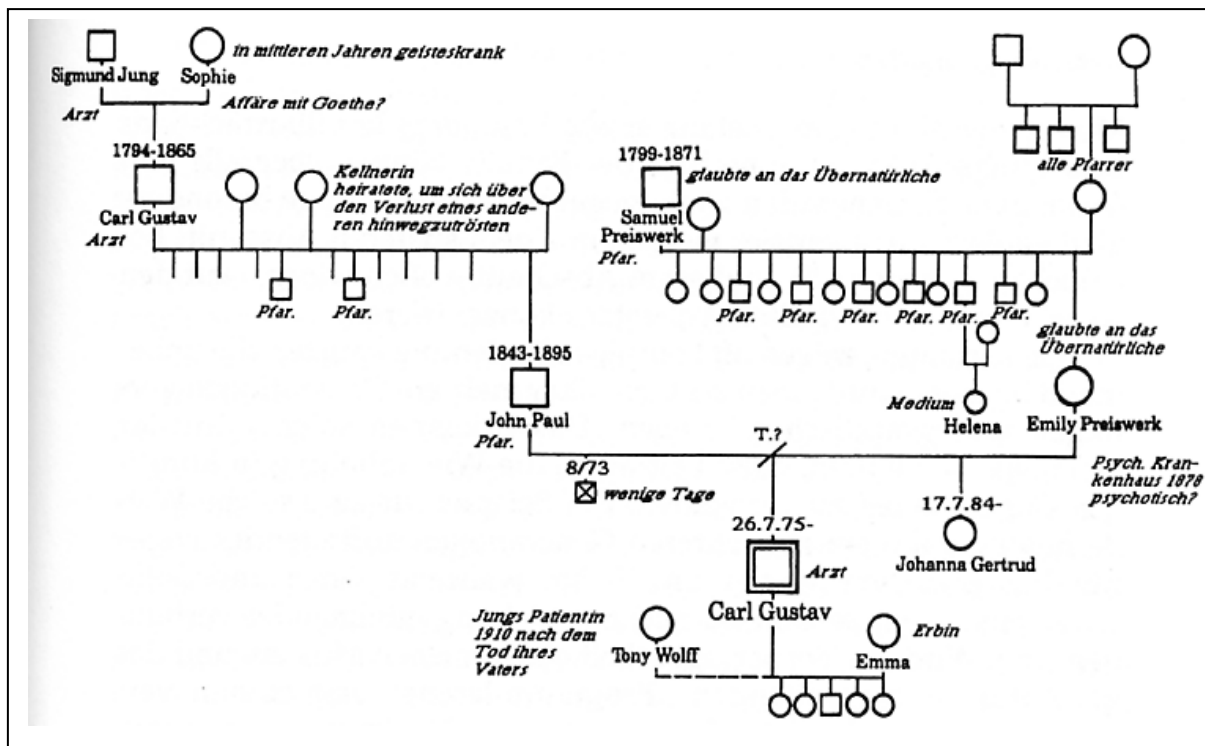 in mittleren Jahren geisteskrank
Sigmund Jung
Sophie
Arzt
Affäre mit Goethe?
1794-1865
Carl Gustav
Arzt
Kellnerin
heiratete, um sich über
den Verlust eines ande-
ren hinwegzutrösten
1799-1871
glaubte an das Übernatürliche
Samuel
Preiswerk
Pfar.
alle Pfarrer
Pfar.
Pfar.
Pfar.
Pfar.
Pfar.
Pfar.
Pfar.
Pfar.
glaubte an das
Übernatürliche
1843-1895
John Paul
Pfar.
Medium
Helena
Emily Preiswerk
T.?
8/73
wenige Tage
Psych. Kran-
kenhaus 1878
psychotisch?
26.7.75-
17.7.84-
Arzt
Johanna Gertrud
Carl Gustav
Jungs Patientin
1910 nach dem
Tod ihres
Vaters
Tony Wolff
Erbin
Emma